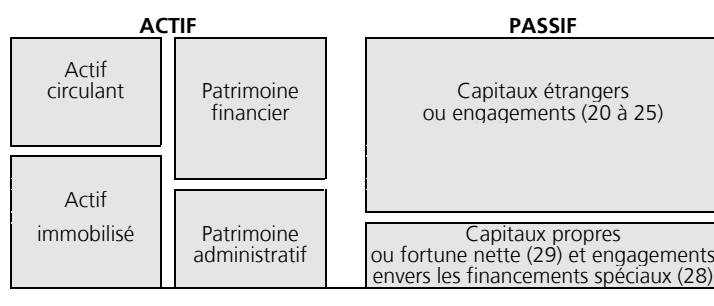 ACTIF
PASSIF
Actif
circulant
Patrimoine
financier
Capitaux étrangers
ou engagements (20 à 25)
Actif
immobilisé
Patrimoine
administratif
Capitaux propres
ou fortune nette (29) et engagements
envers les financements spéciaux (28)